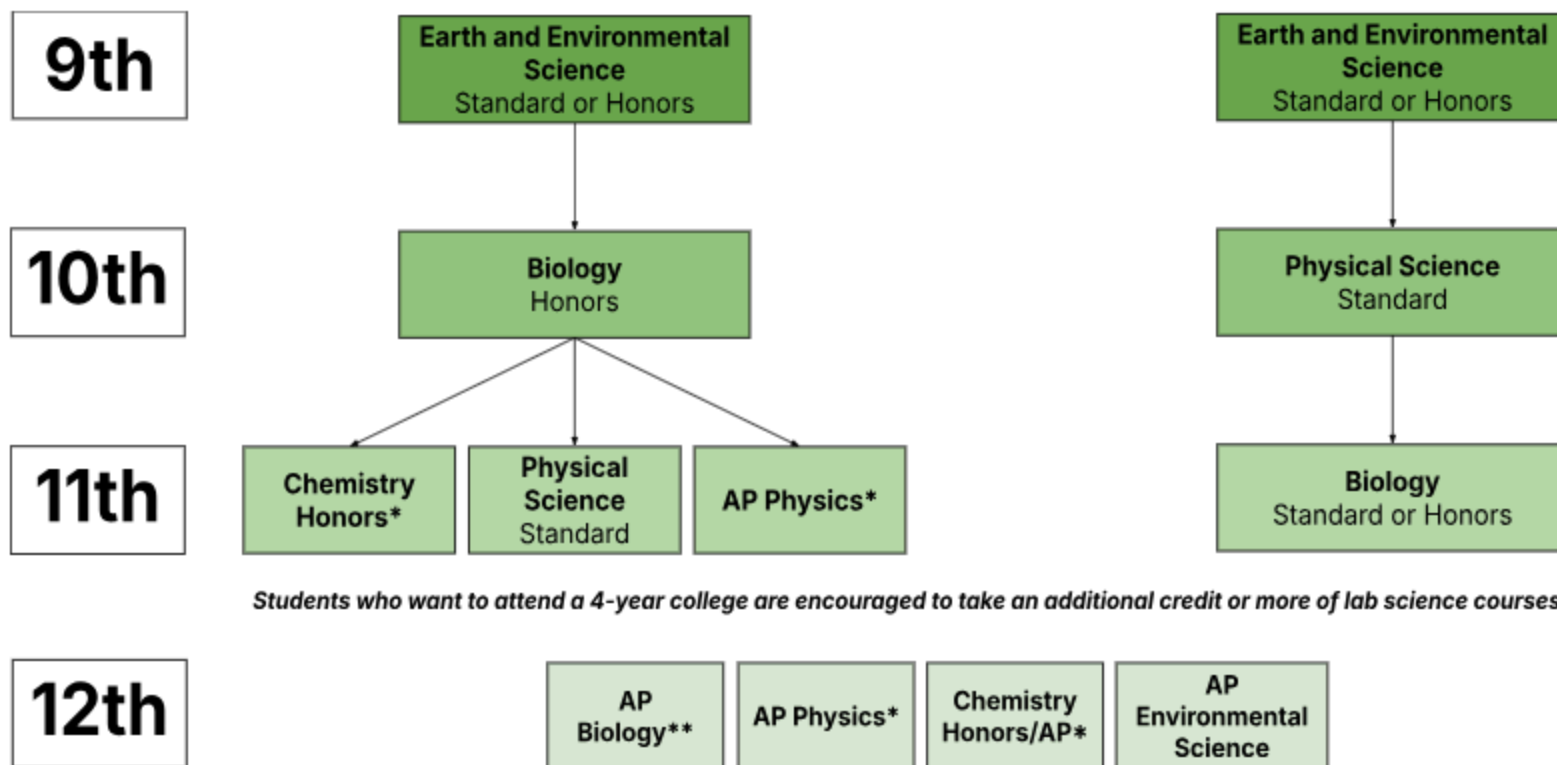 9th
Earth and Environmental
Science
Standard or Honors
Earth and Environmental
Science
Standard or Honors
10th
Biology
Honors
Physical Science
Standard
11th
Chemistry
Honors*
Physical
Science
Standard
AP Physics*
Biology
Standard or Honors
Students who want to attend a 4-year college are encouraged to take an additional credit or more of lab science courses
12th
AP
Biology**
AP Physics*
Chemistry
Honors/AP*
AP
Environmental
Science